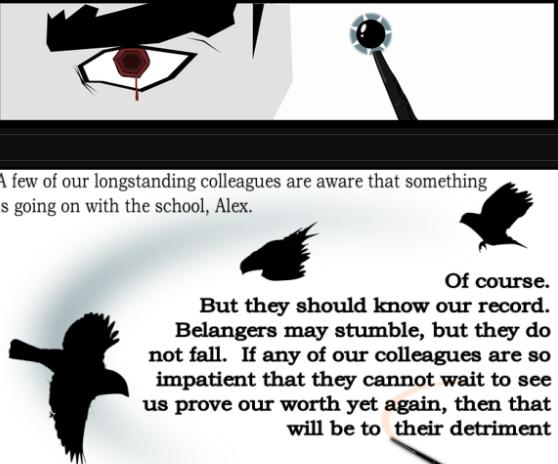 A few of our longstanding colleagues are aware that something
is going on with the school, Alex.
Of course.
But they should know our record.
Belangers may stumble, but they do
not fall. If any of our colleagues are so
impatient that they cannot wait to see
us prove our worth yet again, then that
will be to their detriment